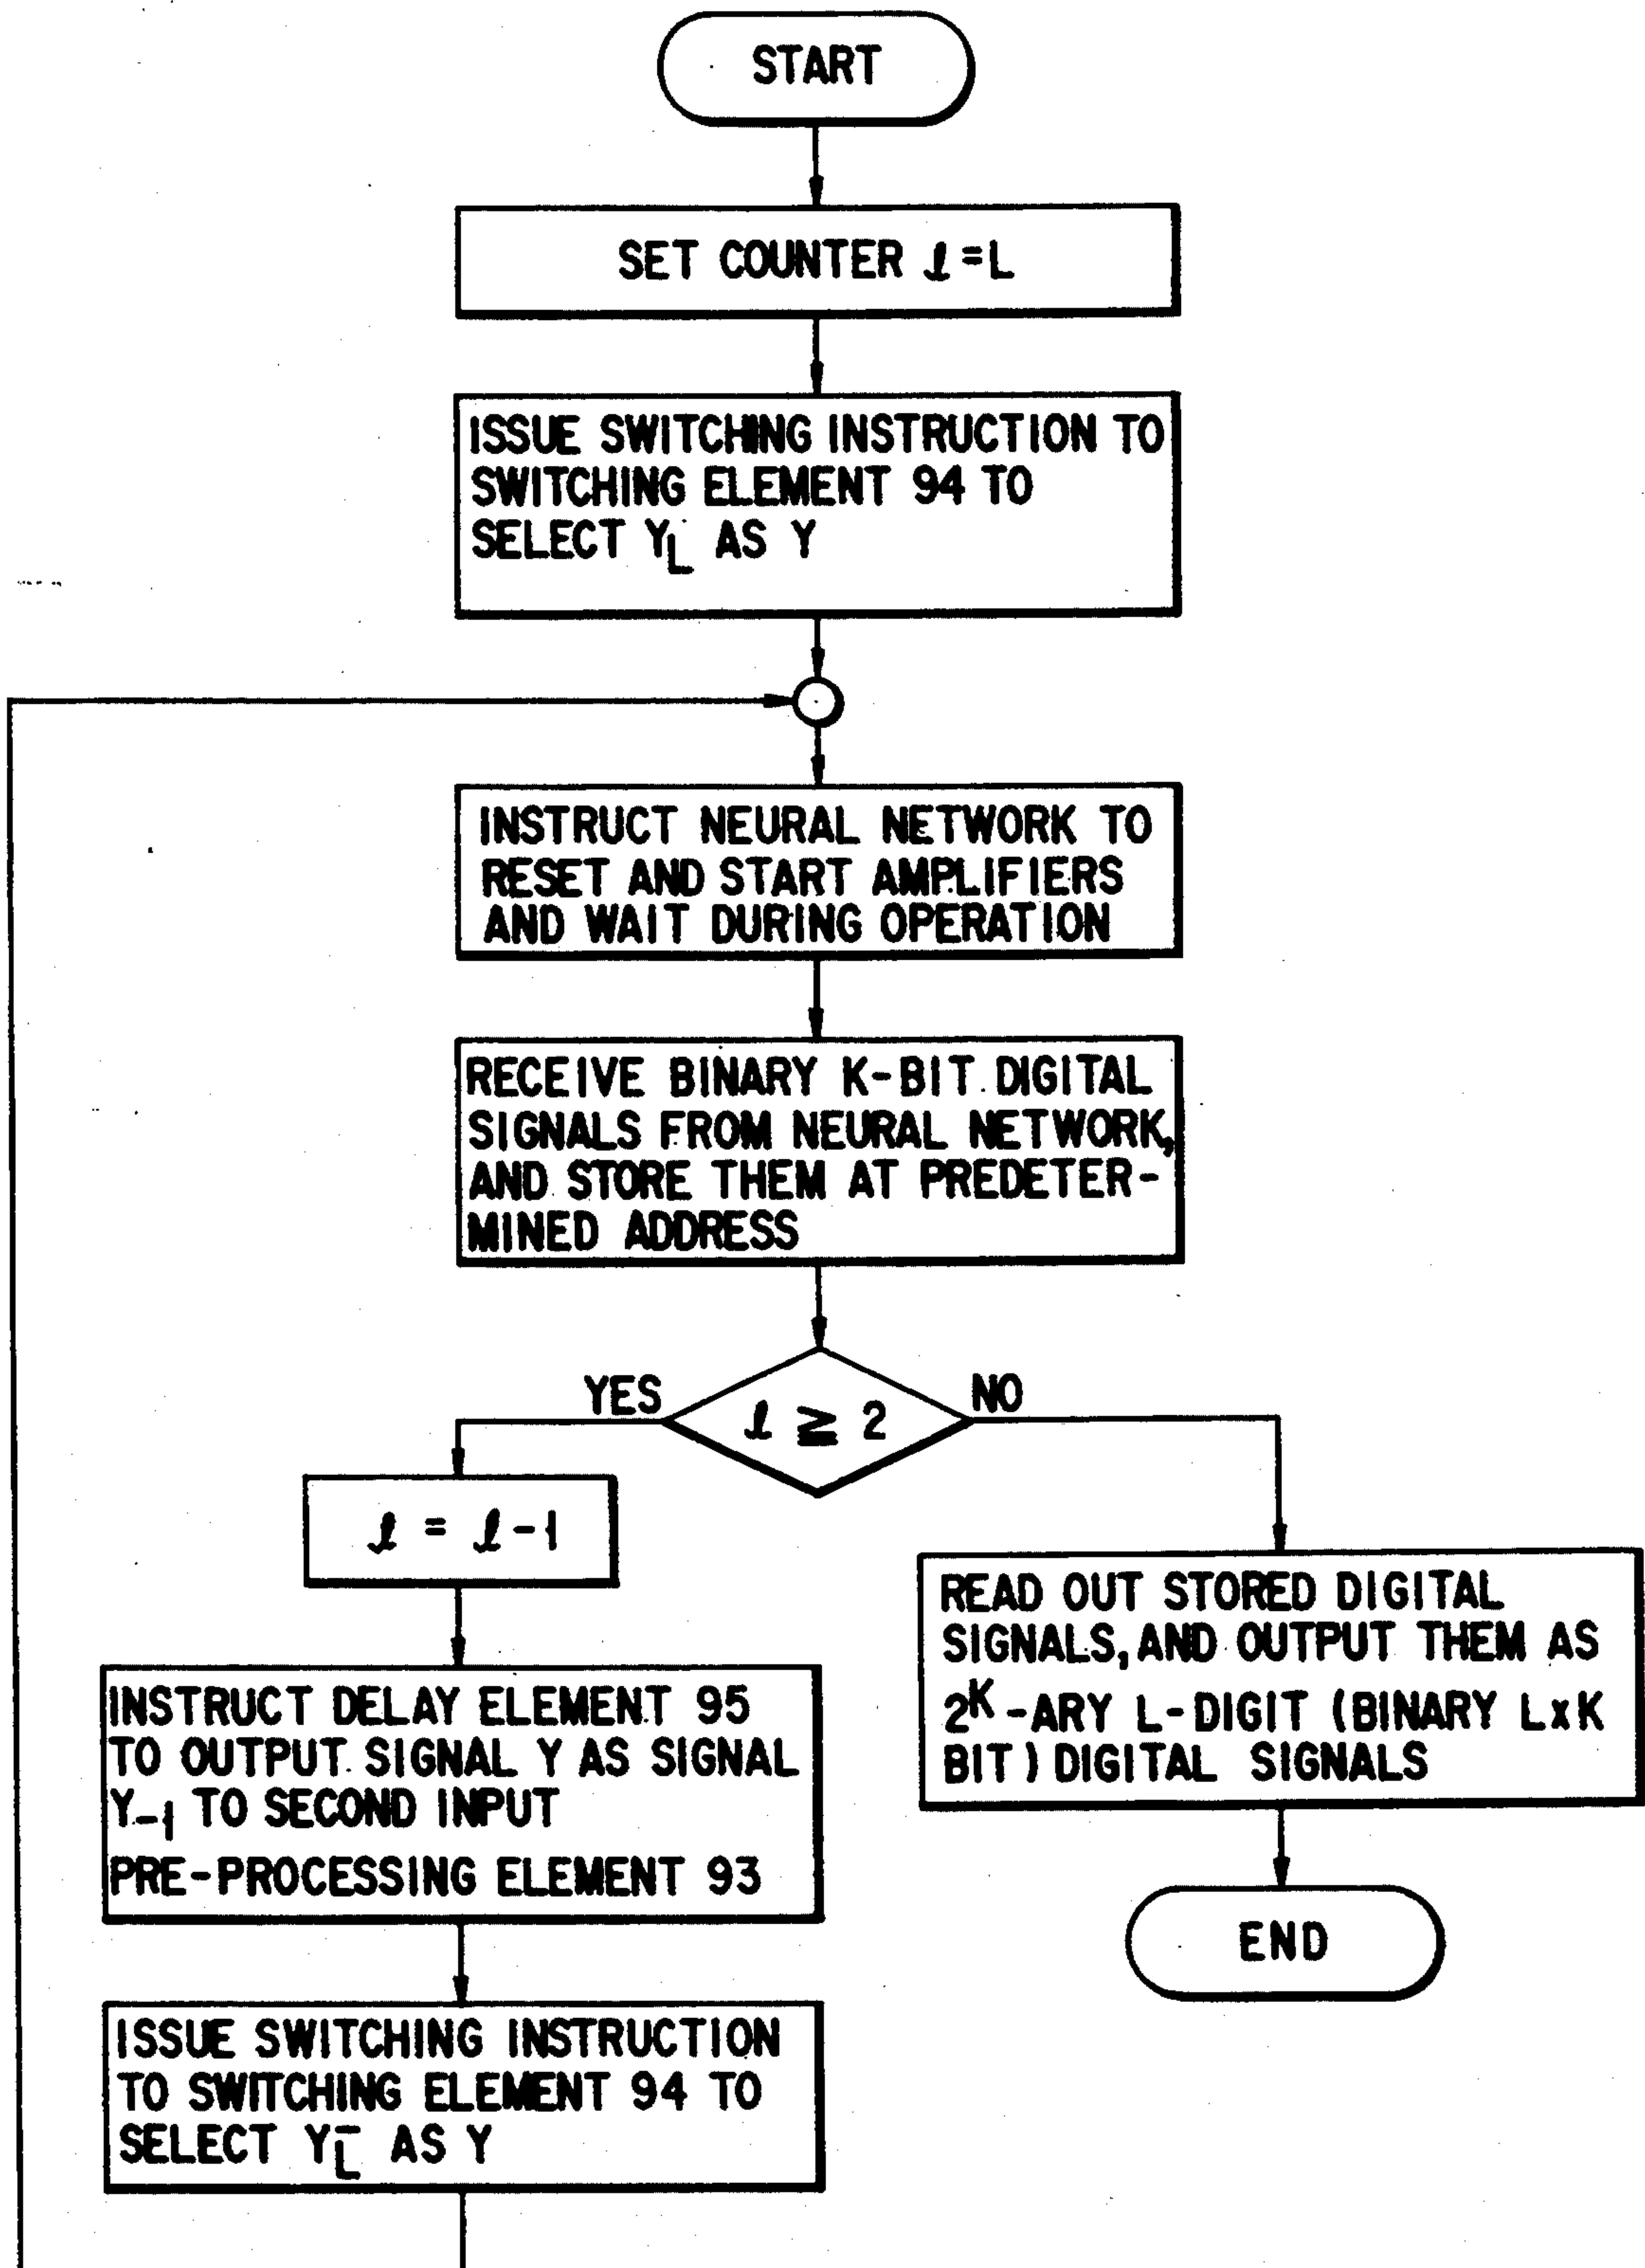 START
SET COUNTER ℓ=L
ISSUE SWITCHING INSTRUCTION TO
SWITCHING ELEMENT 94 TO
SELECT Y_L AS Y
INSTRUCT NEURAL NETWORK TO
RESET AND START AMPLIFIERS
AND WAIT DURING OPERATION
RECEIVE BINARY K-BIT DIGITAL
SIGNALS FROM NEURAL NETWORK,
AND STORE THEM AT PREDETER-
MINED ADDRESS
YES
ℓ ≧ 2
NO
ℓ = ℓ-1
INSTRUCT DELAY ELEMENT 95
TO OUTPUT SIGNAL Y AS SIGNAL
Y₋₁ TO SECOND INPUT
PRE-PROCESSING ELEMENT 93
ISSUE SWITCHING INSTRUCTION
TO SWITCHING ELEMENT 94 TO
SELECT Y_L̄ AS Y
READ OUT STORED DIGITAL
SIGNALS, AND OUTPUT THEM AS
2ᴷ-ARY L-DIGIT (BINARY L×K
BIT) DIGITAL SIGNALS
END